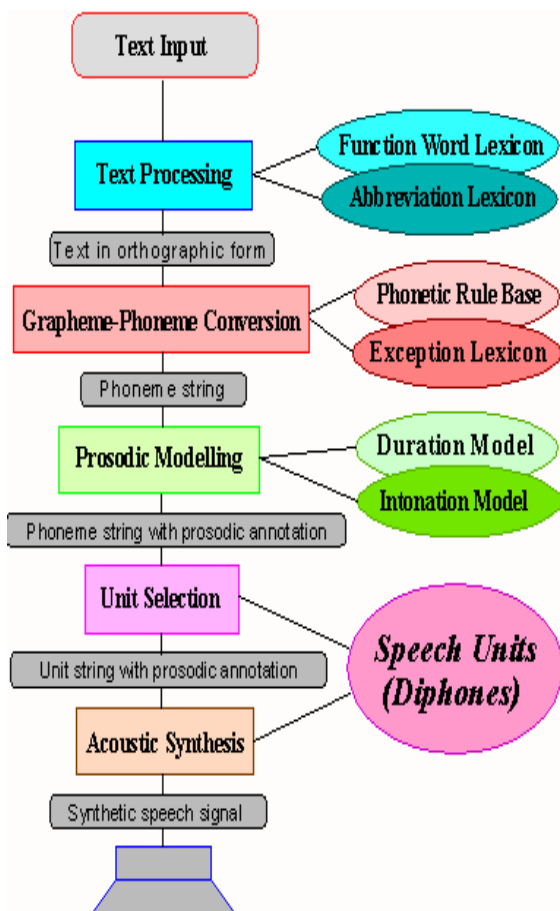 Text Input
Text Processing
Function Word Lexicon
Abbreviation Lexicon
Text in orthographic form
Grapheme-Phoneme Conversion
Phonetic Rule Base
Exception Lexicon
Phoneme string
Prosodic Modelling
Duration Model
Intonation Model
Phoneme string with prosodic annotation
Unit Selection
Speech Units
(Diphones)
Unit string with prosodic annotation
Acoustic Synthesis
Synthetic speech signal